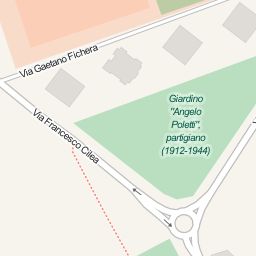 Via Gaetano Fichera
Via Francesco Cilea
Giardino
"Angelo
Poletti",
partigiano
(1912-1944)